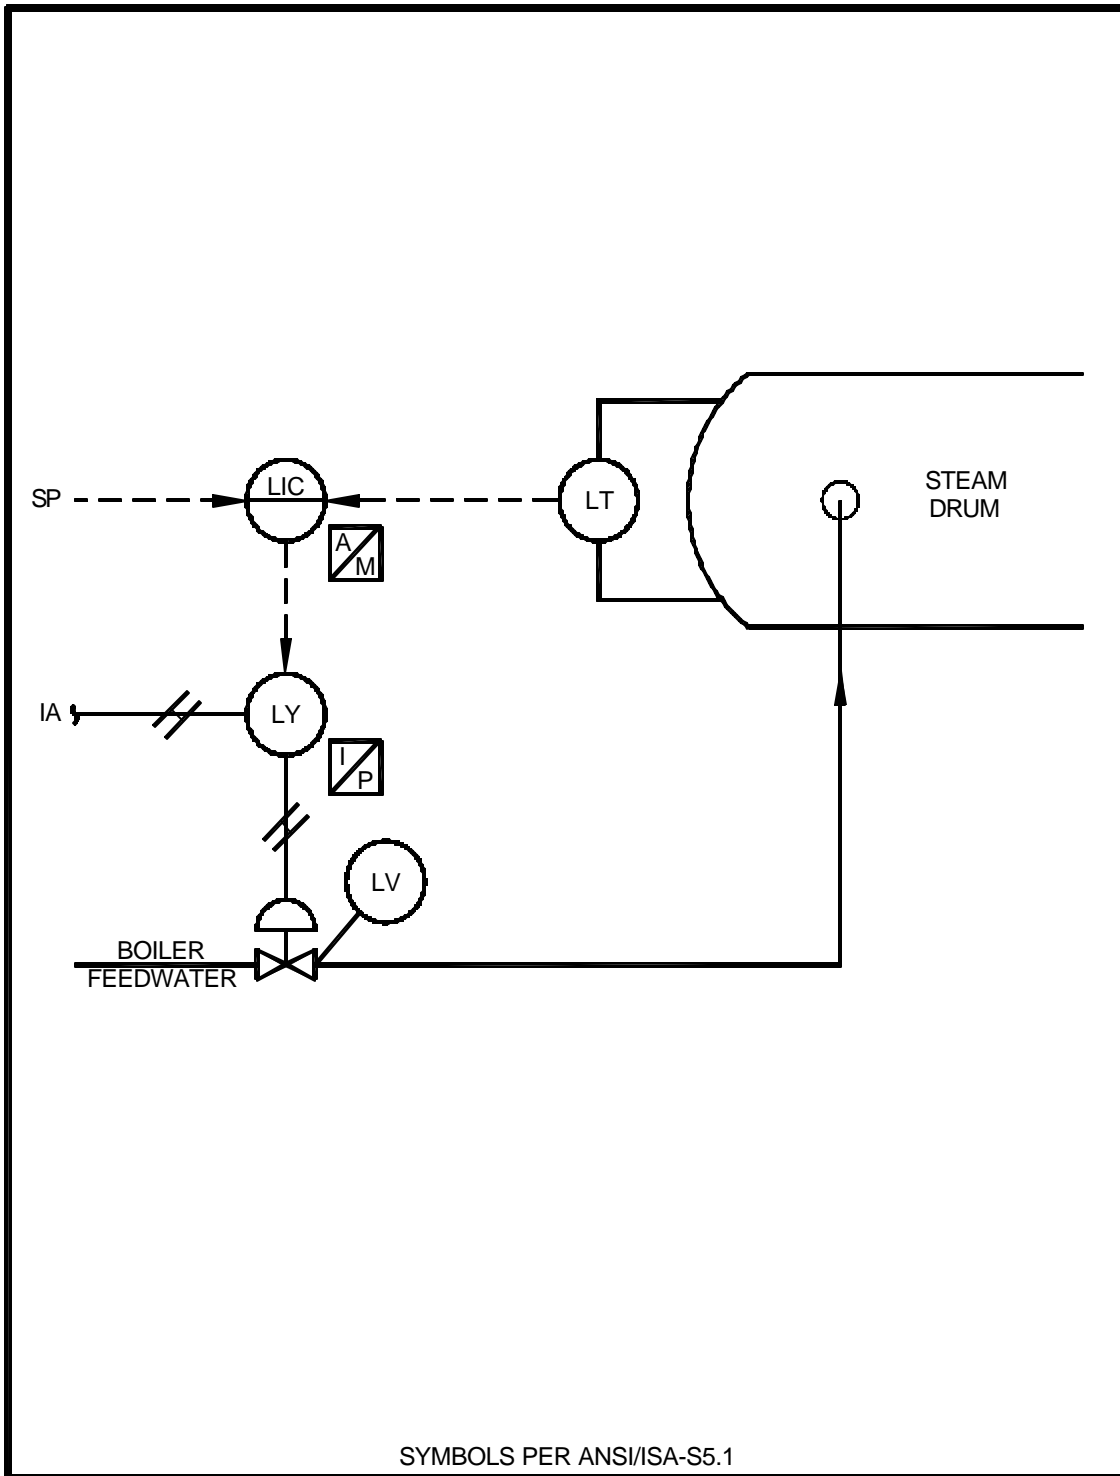 STEAM
DRUM
SP
LIC
LT
A
M
IA
LY
I
P
LV
BOILER
FEEDWATER
SYMBOLS PER ANSI/ISA-S5.1